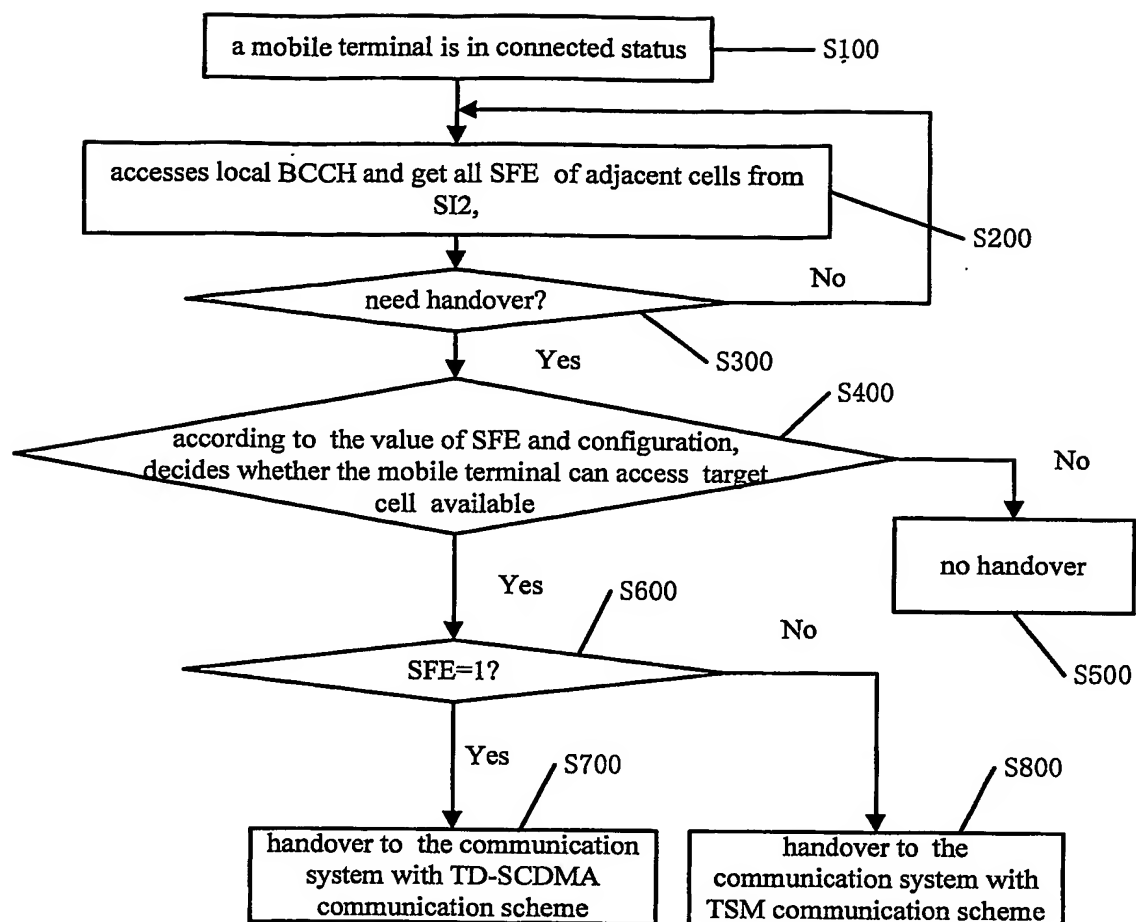 a mobile terminal is in connected status
S100
accesses local BCCH and get all SFE of adjacent cells from
SI2,
S200
need handover?
No
S300
Yes
S400
according to the value of SFE and configuration,
decides whether the mobile terminal can access target
cell available
No
no handover
S500
Yes
S600
SFE=1?
No
Yes
S700
S800
handover to the communication
system with TD-SCDMA
communication scheme
handover to the
communication system with
TSM communication scheme